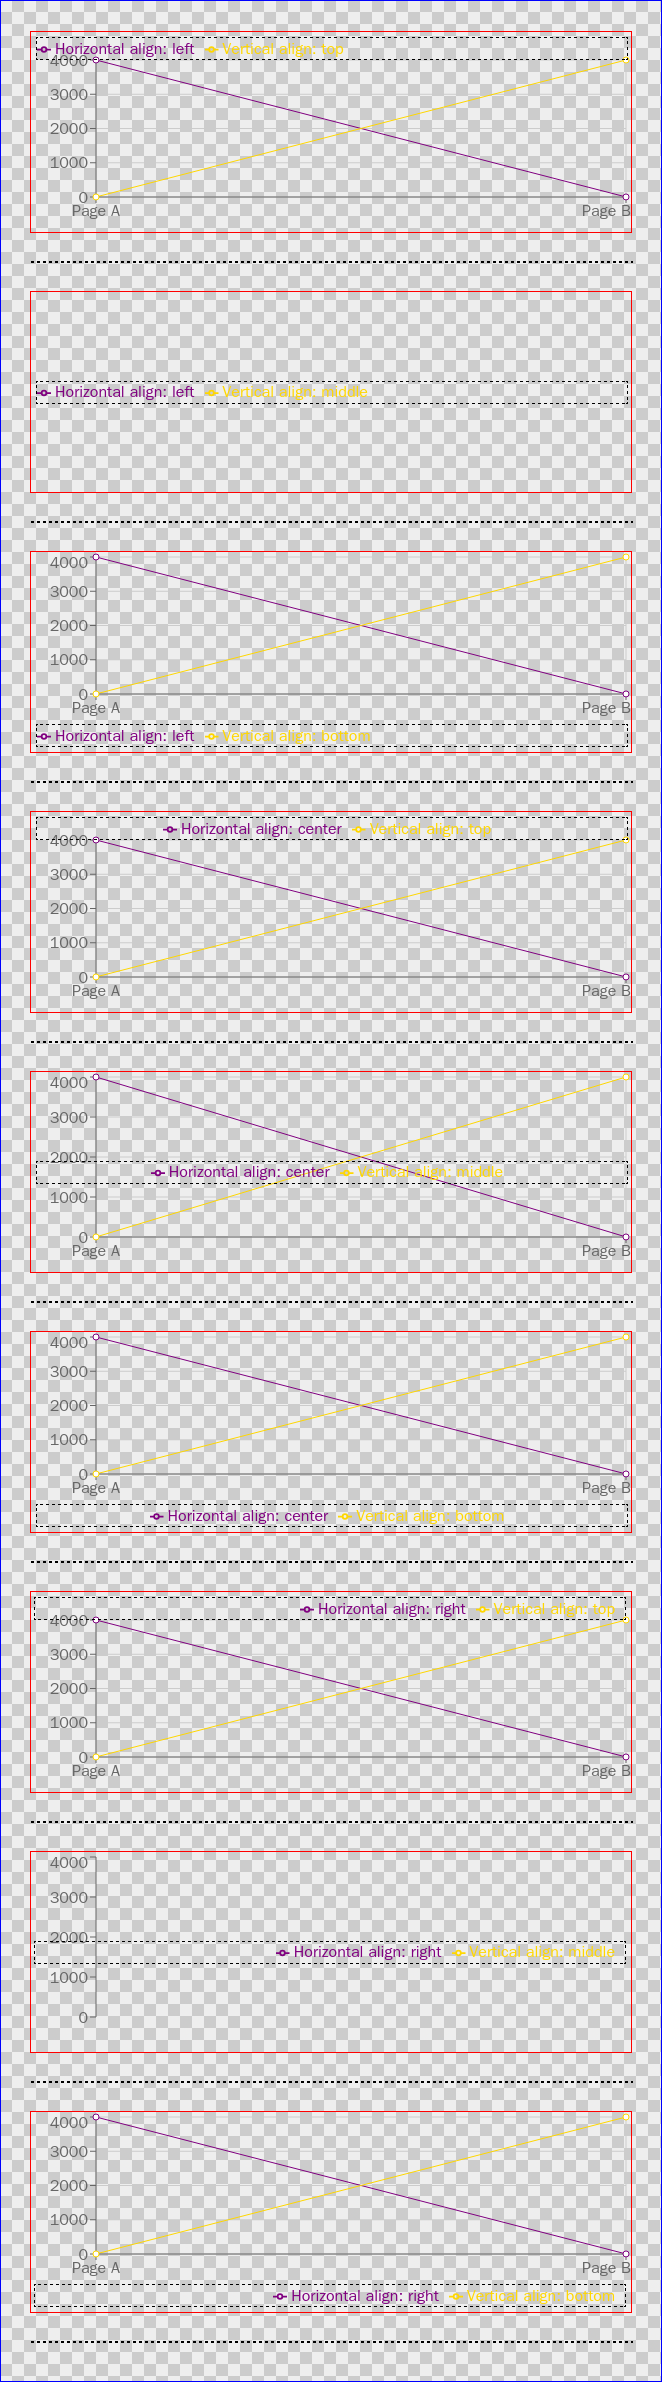 Horizontal align: left Vertical align: top
4000
3000
2000
1000
0
Page A Page B
Horizontal align: left Vertical align: middle
4000
3000
2000
1000
0
Page A Page B
Horizontal align: left Vertical align: bottom
Horizontal align: center Vertical align: top
4000
3000
2000
1000
0
Page A Page B
4000
3000
2000
Horizontal align: center Vertical align: middle
1000
0
Page A Page B
4000
3000
2000
1000
0
Page A Page B
Horizontal align: center Vertical align: bottom
Horizontal align: right Vertical align: top
4000
3000
2000
1000
0
Page A Page B
4000
3000
2000
Horizontal align: right Vertical align: middle
1000
0
4000
3000
2000
1000
0
Page A Page B
Horizontal align: right Vertical align: bottom